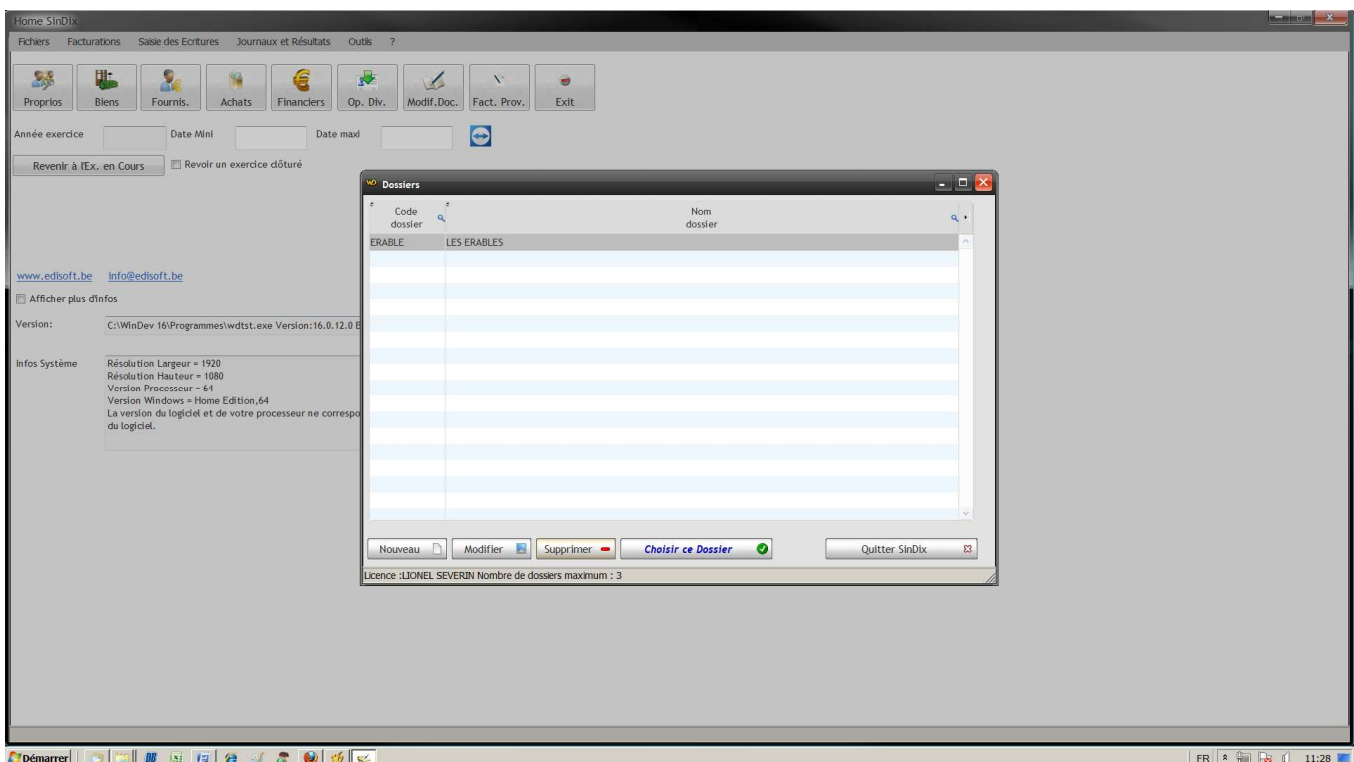 Home SinDix
Fichiers Facturations Saisie des Ecritures Journaux et Résultats Outils ?
Proprios Biens Fournis. Achats Financiers Op. Div. Modif.Doc. Fact. Prov. Exit
Année exercice Date Mini Date maxi
Revenir à l'Ex. en Cours Revoir un exercice clôturé
WD Dossiers
Code dossier
Nom dossier
ERABLE LES ERABLES
www.edisoft.be info@edisoft.be
Afficher plus d'infos
Version: C:\WinDev 16\Programmes\wdtst.exe Version:16.0.12.0
Infos Système Résolution Largeur = 1920
Résolution Hauteur = 1080
Version Processeur = 64
Version Windows = Home Edition,64
La version du logiciel et de votre processeur ne correspo
du logiciel.
Nouveau Modifier Supprimer Choisir ce Dossier Quitter SinDix
Licence :LIONEL SEVERIN Nombre de dossiers maximum : 3
Démarrer FR 11:28